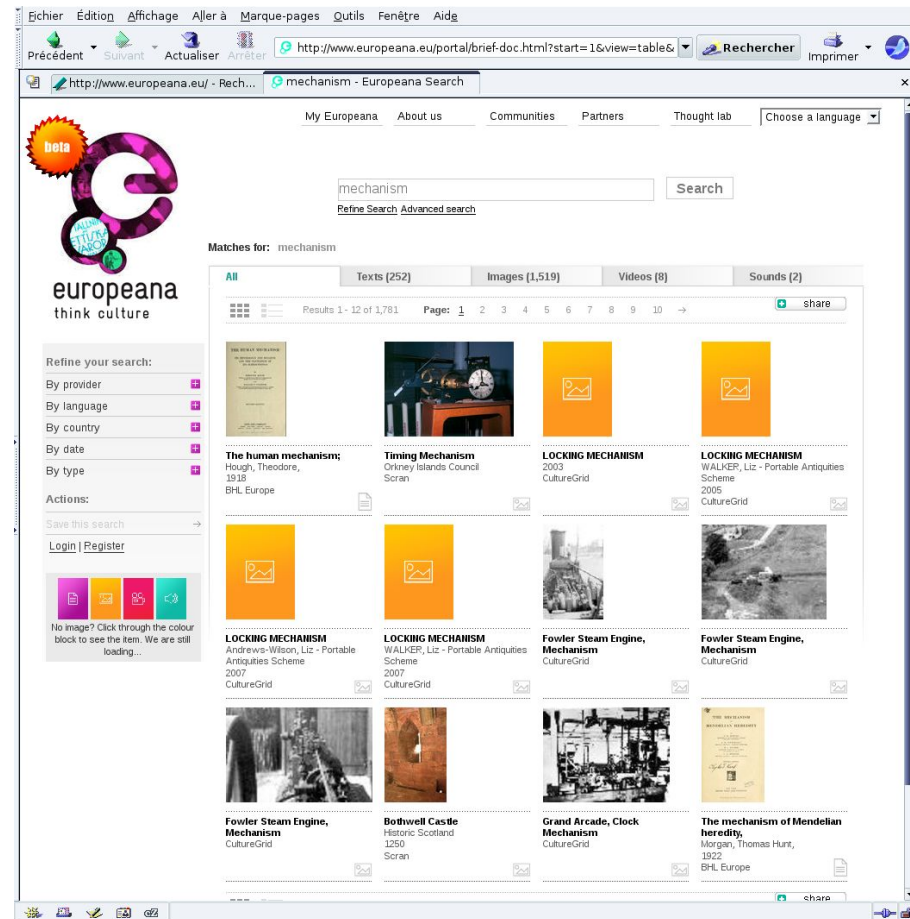 Fichier Édition Affichage Aller à Marque-pages Outils Fenêtre Aide
Précédent Suivant Actualiser Arrêter http://www.europeana.eu/portal/brief-doc.html?start=1&view=table& Rechercher Imprimer
http://www.europeana.eu/ - Rech... mechanism - Europeana Search
My Europeana About us Communities Partners Thought lab Choose a language
beta
mechanism Search
Refine Search Advanced search
Matches for: mechanism
europeana
think culture
All Texts (252) Images (1,519) Videos (8) Sounds (2)
Results 1 - 12 of 1,781 Page: 1 2 3 4 5 6 7 8 9 10 → share
Refine your search:
By provider
By language
By country
By date
By type
Actions:
Save this search →
Login | Register
No image? Click through the colour
block to see the item. We are still
loading...
THE HUMAN MECHANISM
The human mechanism;
Hough, Theodore,
1918
BHL Europe
Timing Mechanism
Orkney Islands Council
Scran
LOCKING MECHANISM
2003
CultureGrid
LOCKING MECHANISM
WALKER, Liz - Portable Antiquities
Scheme
2005
CultureGrid
LOCKING MECHANISM
Andrews-Wilson, Liz - Portable
Antiquities Scheme
2007
CultureGrid
LOCKING MECHANISM
WALKER, Liz - Portable Antiquities
Scheme
2007
CultureGrid
Fowler Steam Engine,
Mechanism
CultureGrid
Fowler Steam Engine,
Mechanism
CultureGrid
Fowler Steam Engine,
Mechanism
CultureGrid
Bothwell Castle
Historic Scotland
1250
Scran
Grand Arcade, Clock
Mechanism
CultureGrid
THE MECHANISM OF
MENDELIAN HEREDITY
The mechanism of Mendelian
heredity,
Morgan, Thomas Hunt,
1922
BHL Europe
share